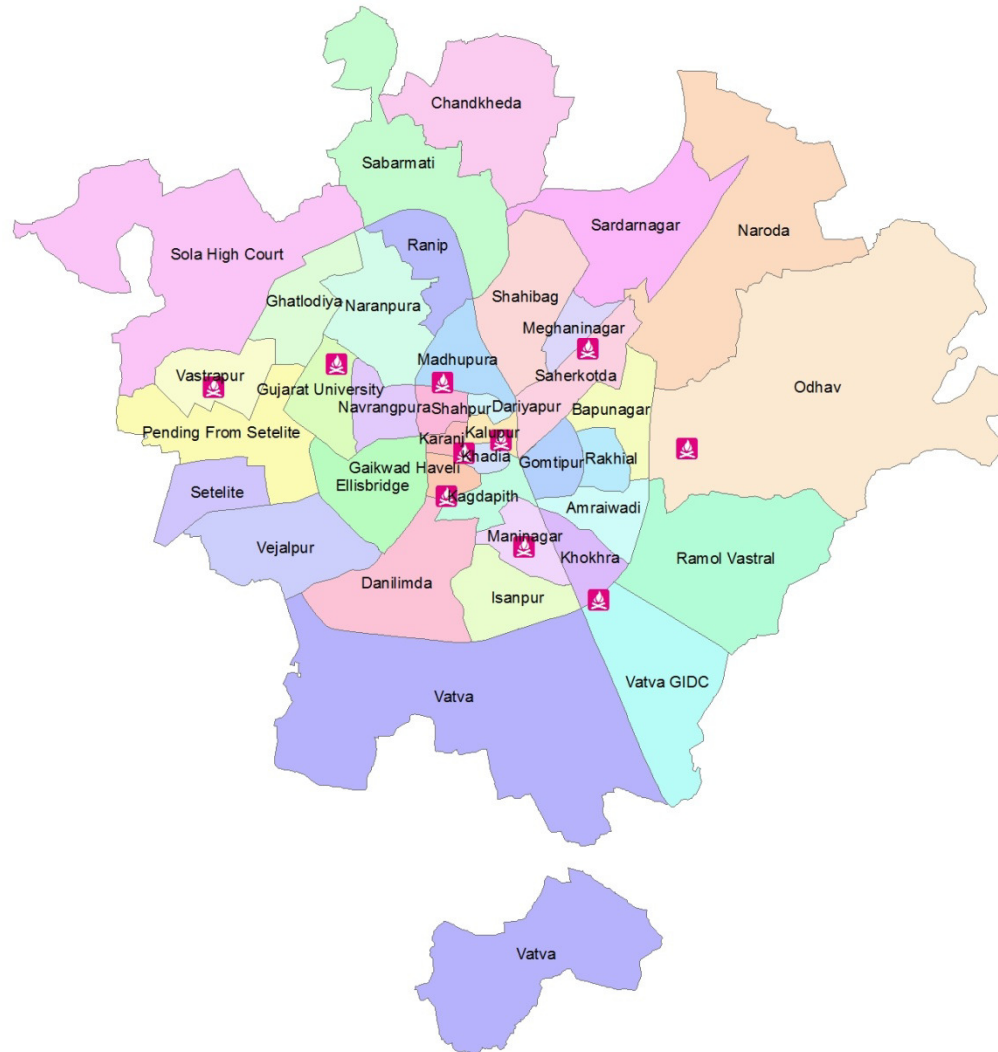 Chandkheda
Sabarmati
Sardarnagar
Naroda
Ranip
Sola High Court
Ghatlodiya
Naranpura
Shahibag
Meghaninagar
Madhupura
Saherkotda
Vastrapur
Gujarat University
Odhav
Navrangpura
Shahpur
Dariyapur
Bapunagar
Pending From Setelite
Karanj
Kalupur
Khadia
Gomtipur
Rakhial
Gaikwad Haveli
Ellisbridge
Setelite
Kagdapith
Amraiwadi
Maninagar
Vejalpur
Khokhra
Ramol Vastral
Danilimda
Isanpur
Vatva GIDC
Vatva
Vatva